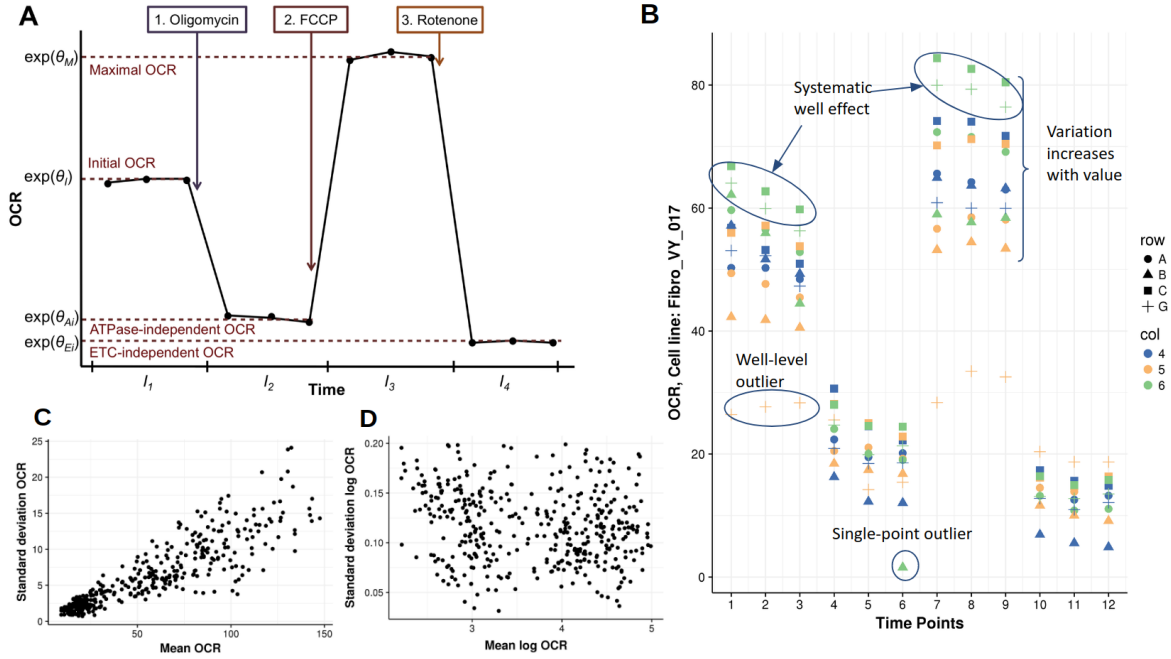 A
1. Oligomycin
2. FCCP
3. Rotenone
exp(θM)
Maximal OCR
Initial OCR
exp(θI)
OCR
exp(θAi)
ATPase-independent OCR
exp(θEi)
ETC-independent OCR
I1
I2
I3
I4
Time
B
80
60
40
20
0
OCR, Cell line: Fibro_VY_017
Systematic
well effect
Variation
increases
with value
Well-level
outlier
Single-point outlier
1 2 3 4 5 6 7 8 9 10 11 12
Time Points
row
A
B
C
G
col
4
5
6
C
25
20
15
10
5
0
Standard deviation OCR
50 100 150
Mean OCR
D
0.20
0.15
0.10
0.05
Standard deviation log OCR
3 4 5
Mean log OCR